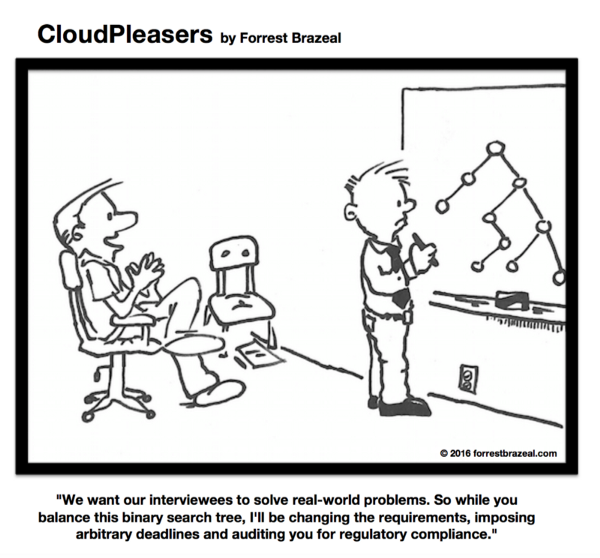 CloudPleasers by Forrest Brazeal
© 2016 forrestbrazeal.com
"We want our interviewees to solve real-world problems. So while you
balance this binary search tree, I'll be changing the requirements, imposing
arbitrary deadlines and auditing you for regulatory compliance."